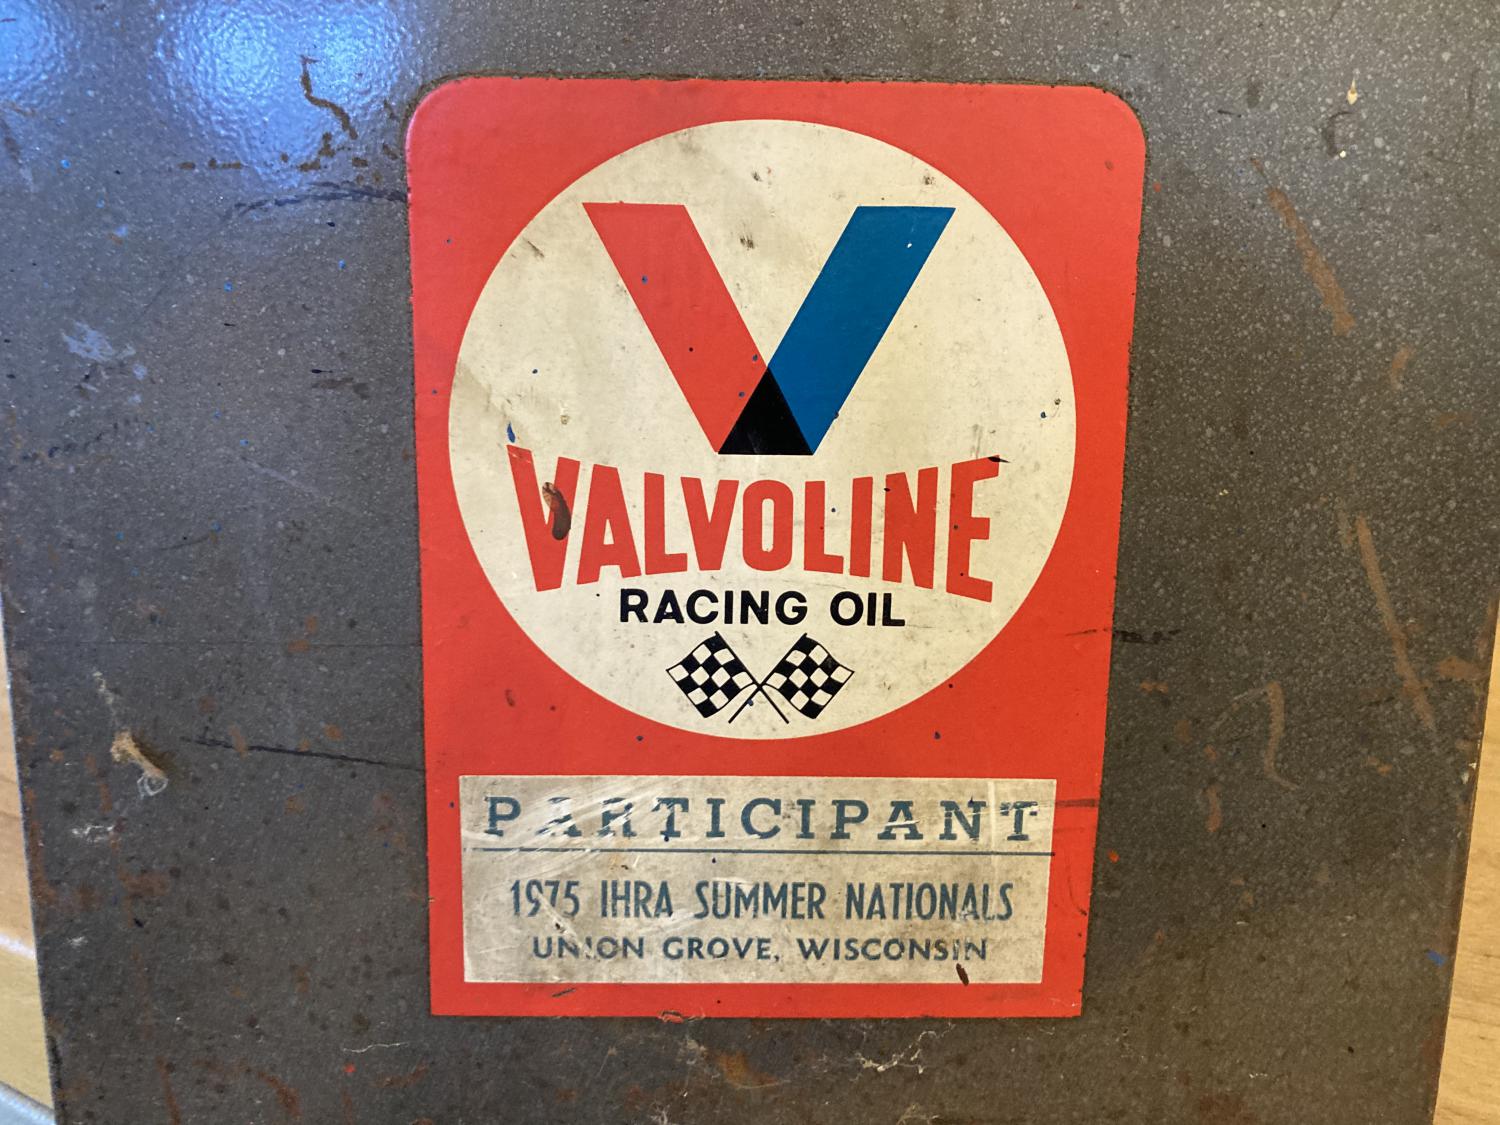 VALVOLINE
RACING OIL
PARTICIPANT
1975 IHRA SUMMER NATIONALS
UNION GROVE, WISCONSIN